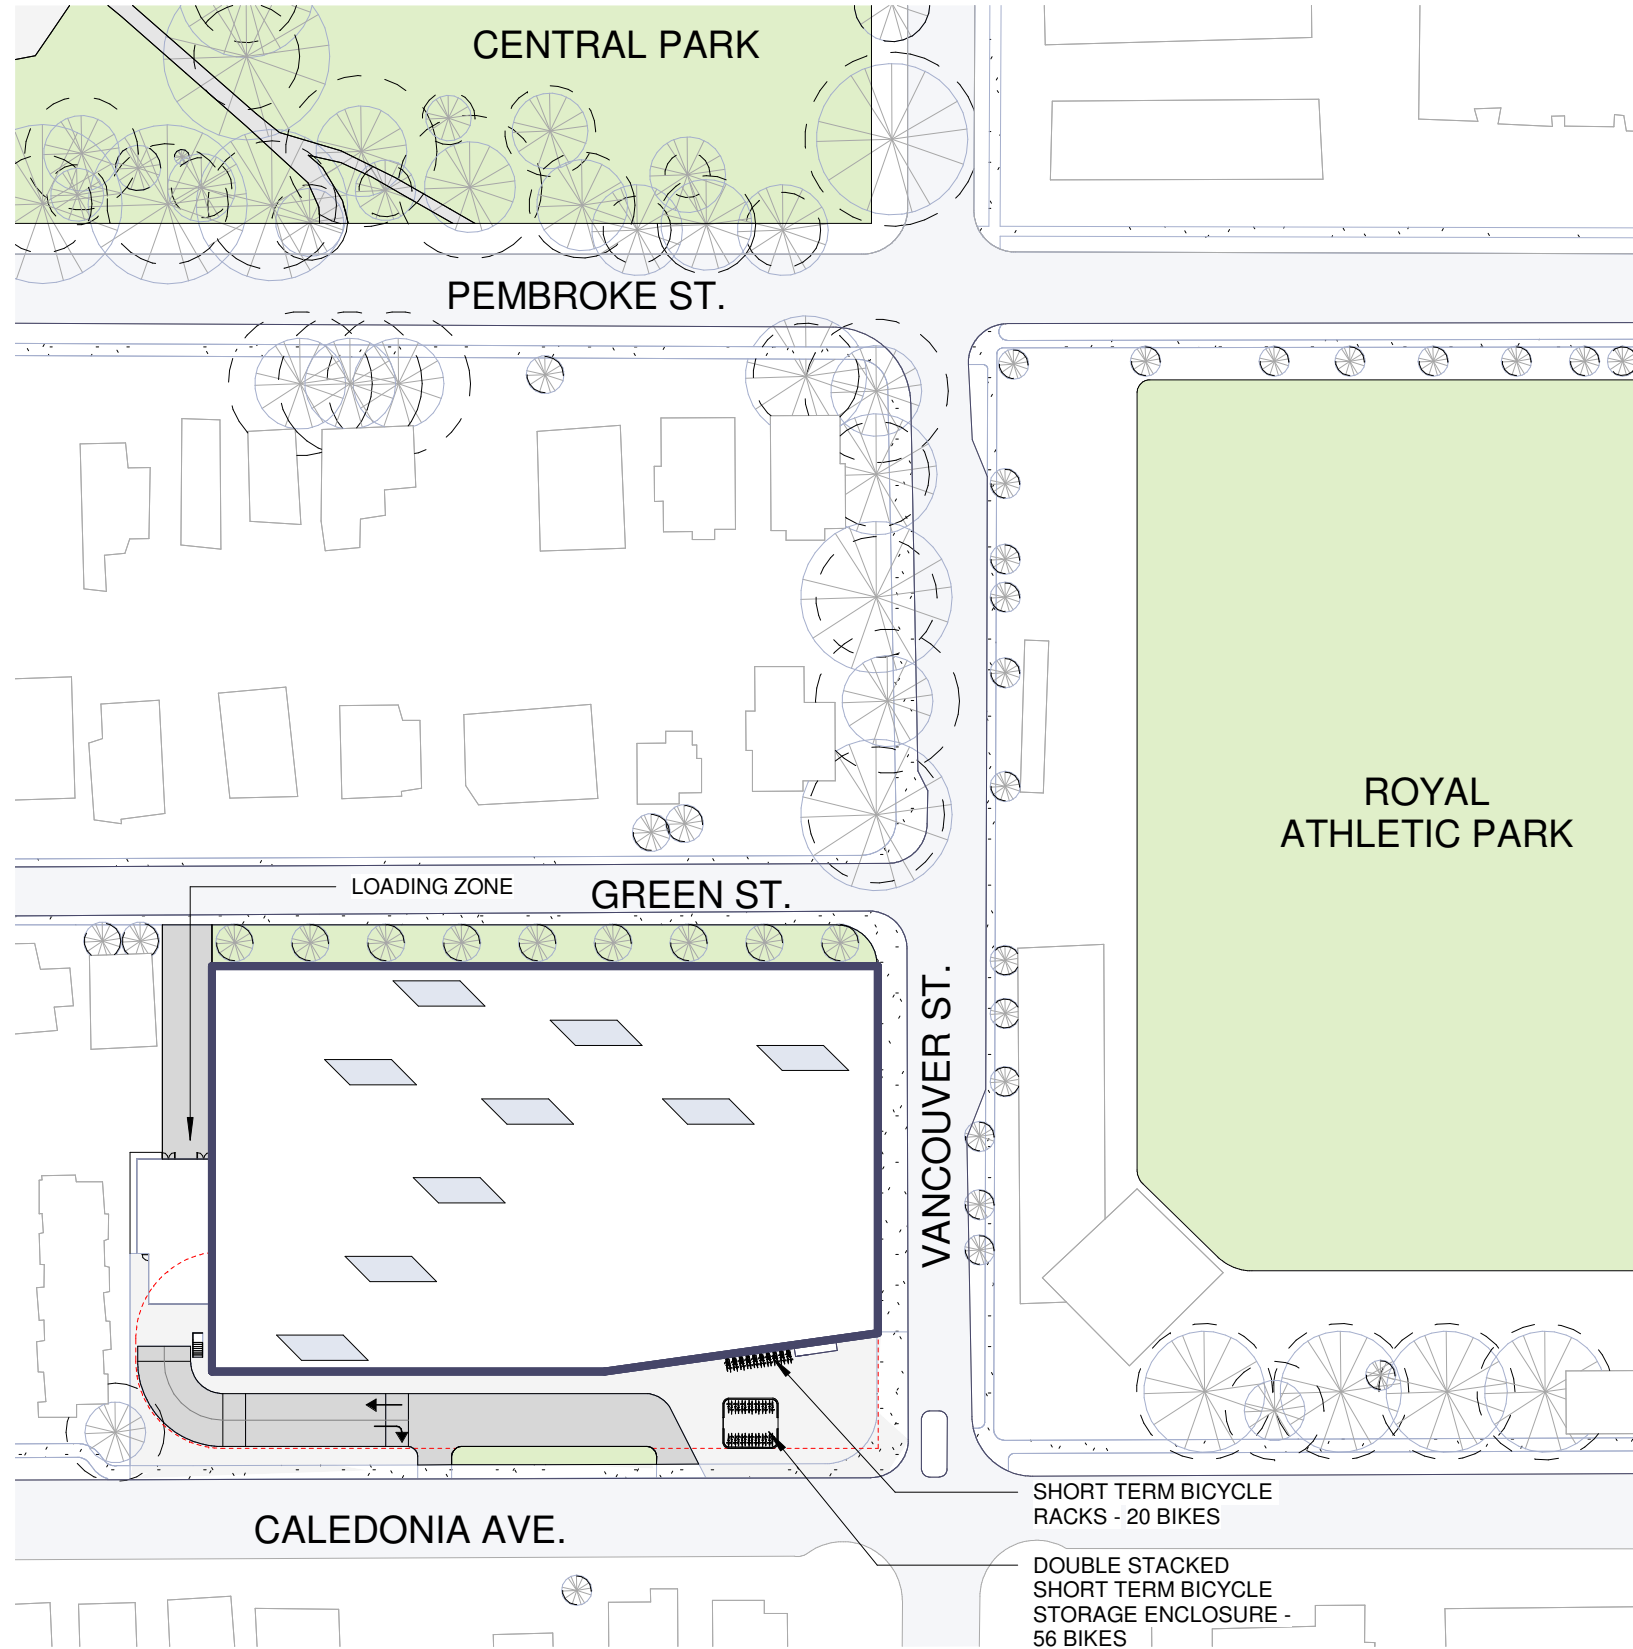 CENTRAL PARK
PEMBROKE ST.
ROYAL
ATHLETIC PARK
LOADING ZONE
GREEN ST.
VANCOUVER ST.
SHORT TERM BICYCLE
RACKS - 20 BIKES
CALEDONIA AVE.
DOUBLE STACKED
SHORT TERM BICYCLE
STORAGE ENCLOSURE -
56 BIKES